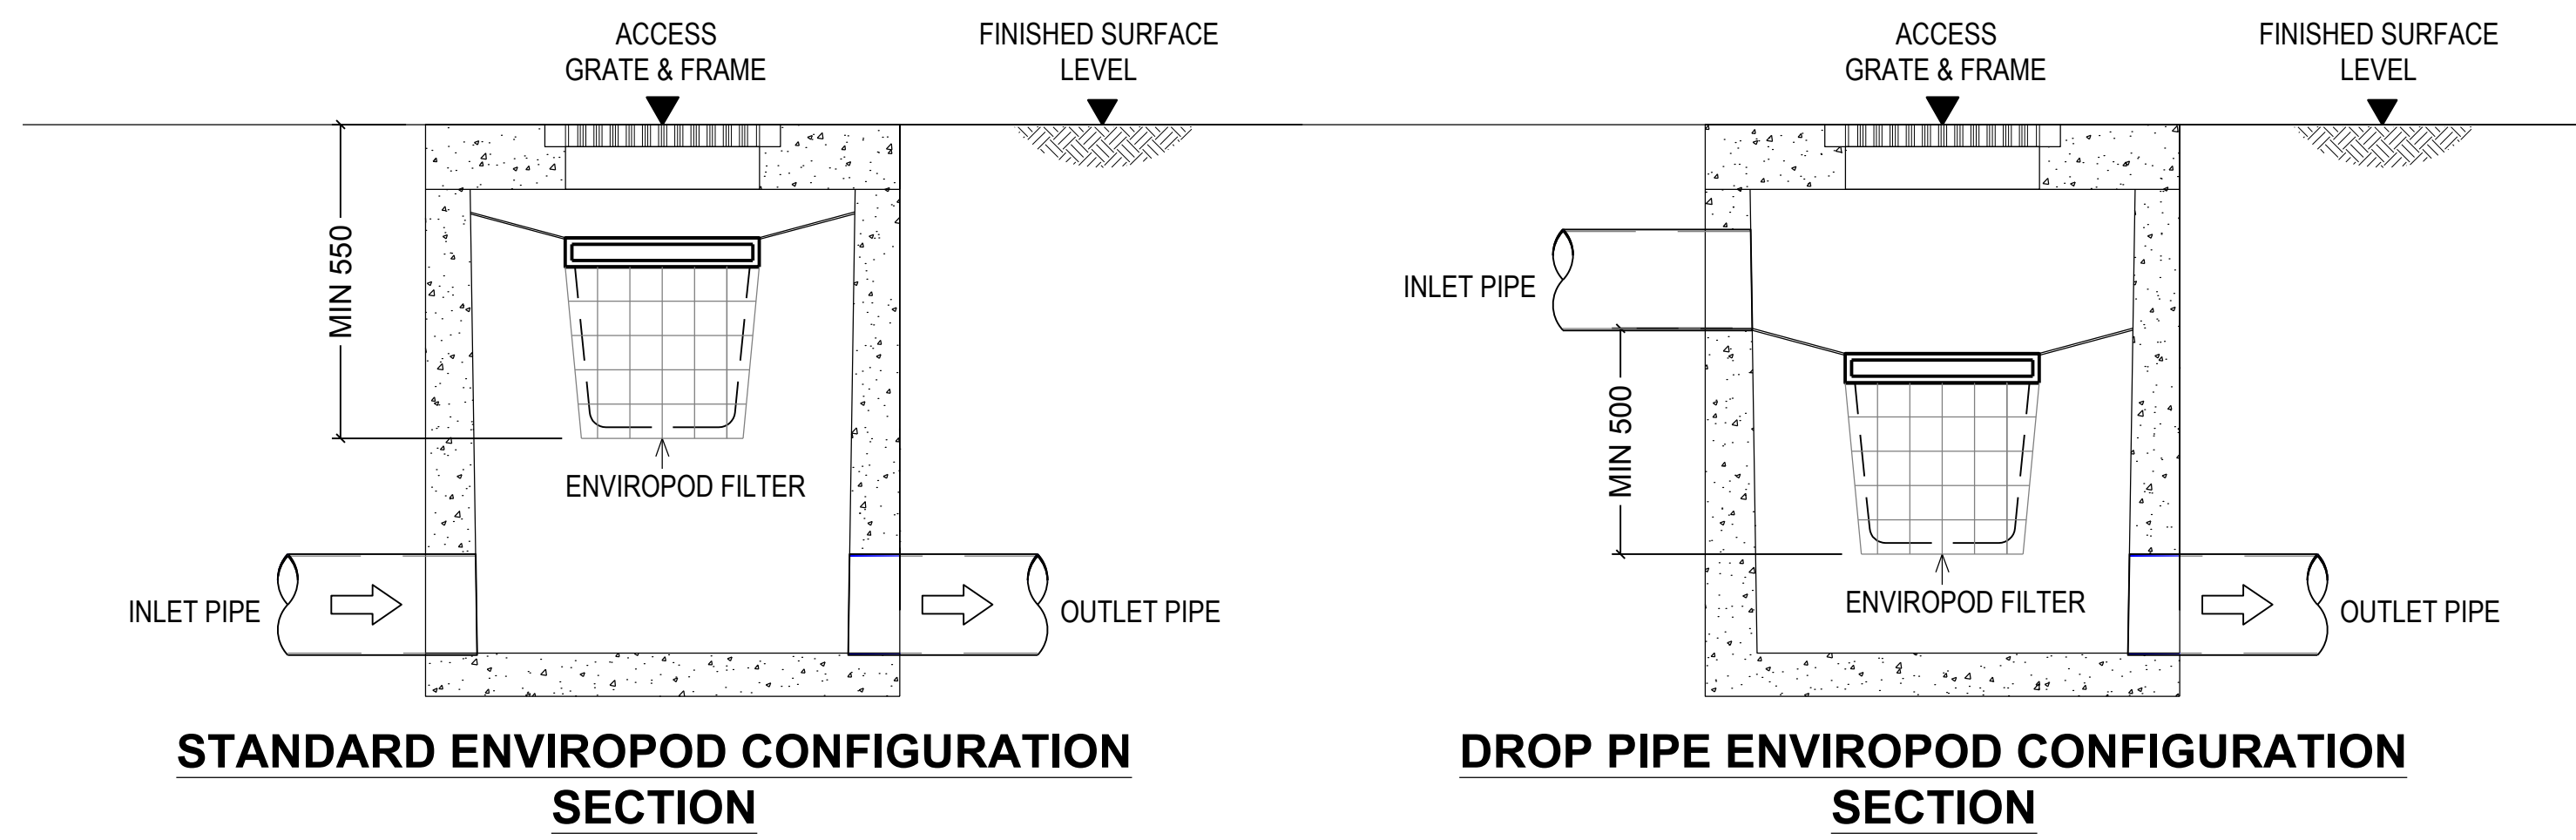 ACCESS
GRATE & FRAME
FINISHED SURFACE
LEVEL
MIN 550
ENVIROPOD FILTER
INLET PIPE
OUTLET PIPE
STANDARD ENVIROPOD CONFIGURATION
SECTION
ACCESS
GRATE & FRAME
FINISHED SURFACE
LEVEL
INLET PIPE
MIN 500
ENVIROPOD FILTER
OUTLET PIPE
DROP PIPE ENVIROPOD CONFIGURATION
SECTION